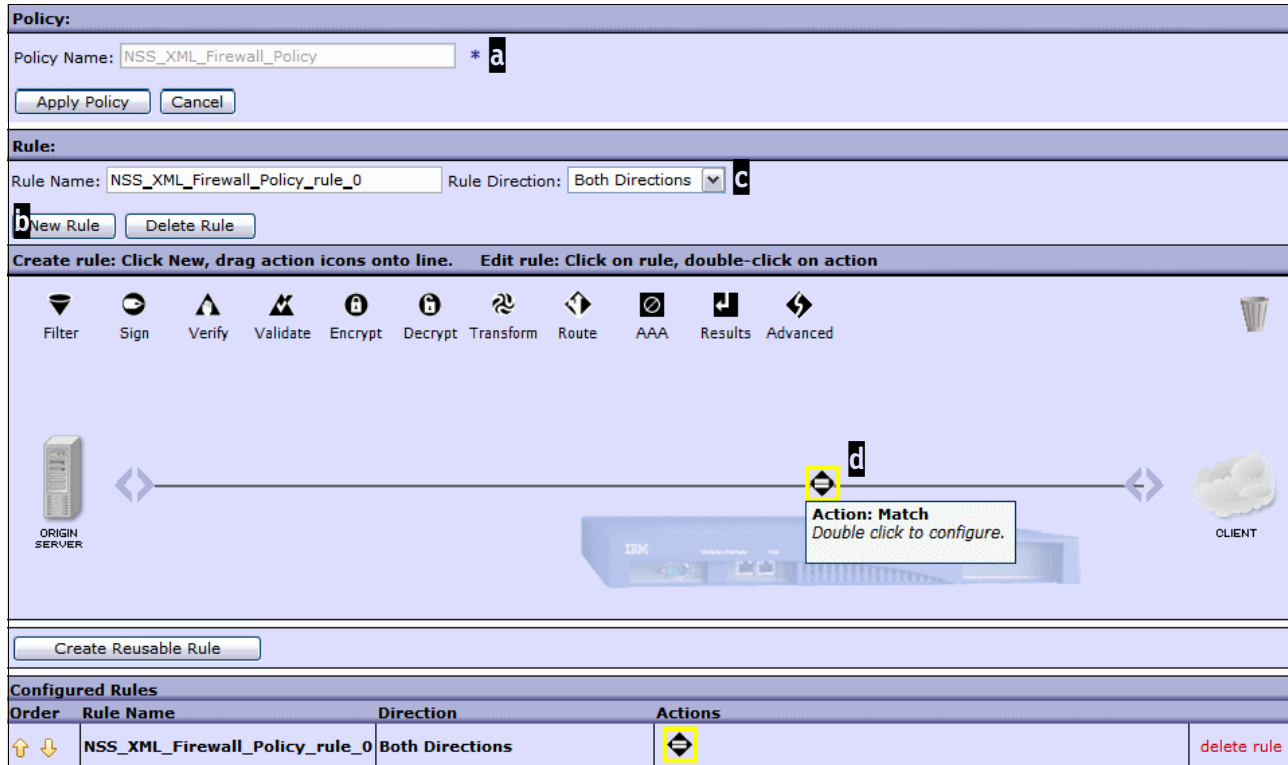 Policy:
Policy Name: NSS_XML_Firewall_Policy * a
Apply Policy Cancel
Rule:
Rule Name: NSS_XML_Firewall_Policy_rule_0 Rule Direction: Both Directions c
b New Rule Delete Rule
Create rule: Click New, drag action icons onto line. Edit rule: Click on rule, double-click on action
Filter Sign Verify Validate Encrypt Decrypt Transform Route AAA Results Advanced
d
Action: Match
Double click to configure.
ORIGIN
SERVER
IBM
CLIENT
Create Reusable Rule
Configured Rules
Order Rule Name Direction Actions
NSS_XML_Firewall_Policy_rule_0 Both Directions delete rule